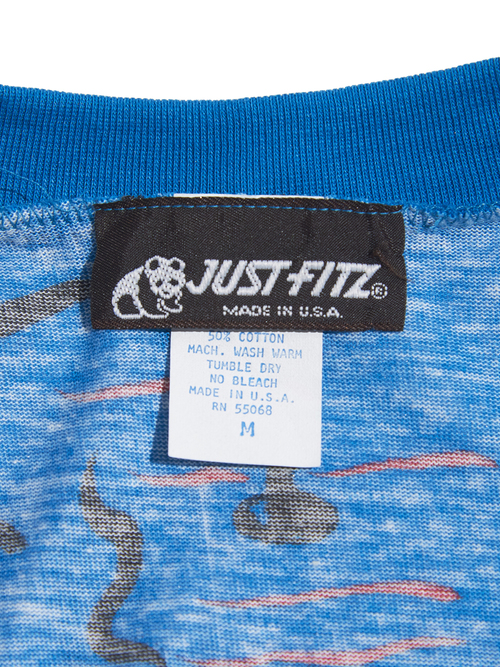 JUST-FITZ®
MADE IN U.S.A.
50% COTTON
MACH. WASH WARM
TUMBLE DRY
NO BLEACH
MADE IN U.S.A.
RN 55068
M